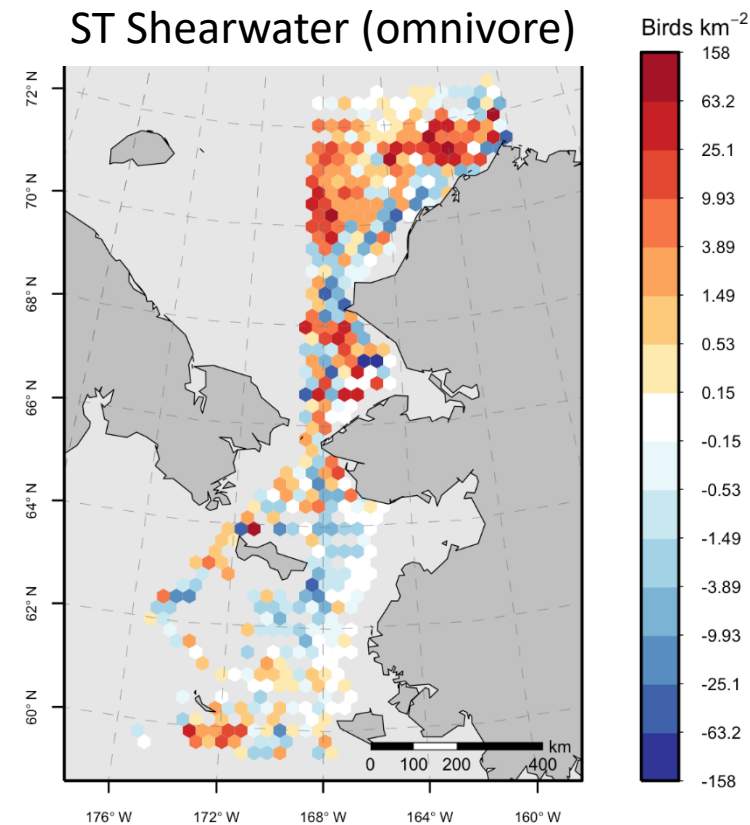 ST Shearwater (omnivore)
Birds km⁻²
158
63.2
25.1
9.93
3.89
1.49
0.53
0.15
-0.15
-0.53
-1.49
-3.89
-9.93
-25.1
-63.2
-158
72° N
70° N
68° N
66° N
64° N
62° N
60° N
km
0 100 200 400
176° W 172° W 168° W 164° W 160° W